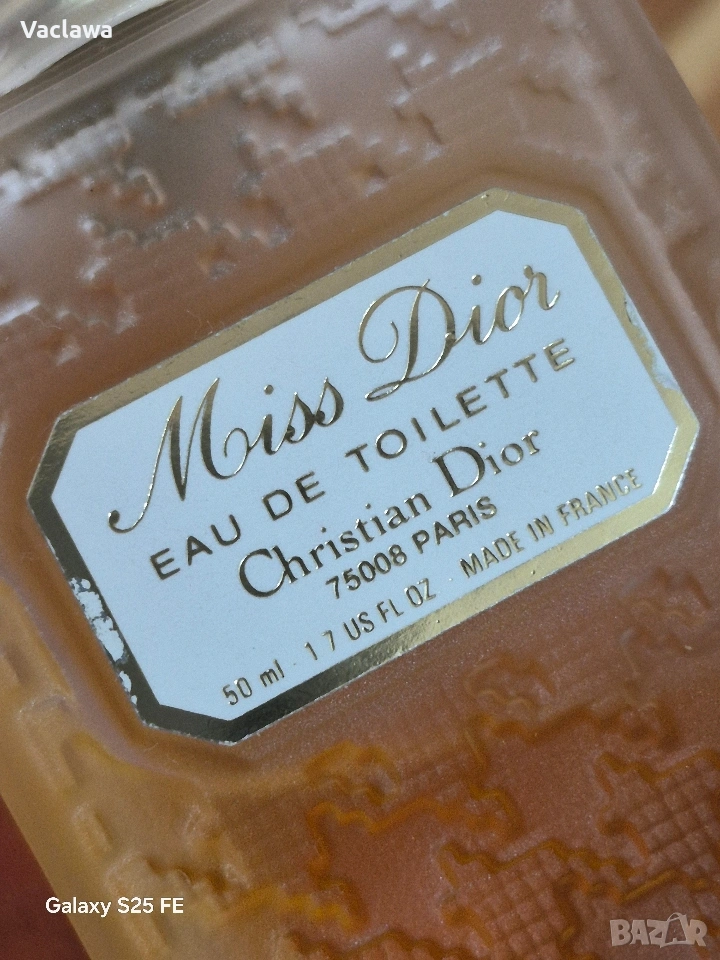 Vaclawa
Miss Dior
EAU DE TOILETTE
Christian Dior
75008 PARIS
50 ml · 1 7 US FL OZ · MADE IN FRANCE
Galaxy S25 FE
BAZAR